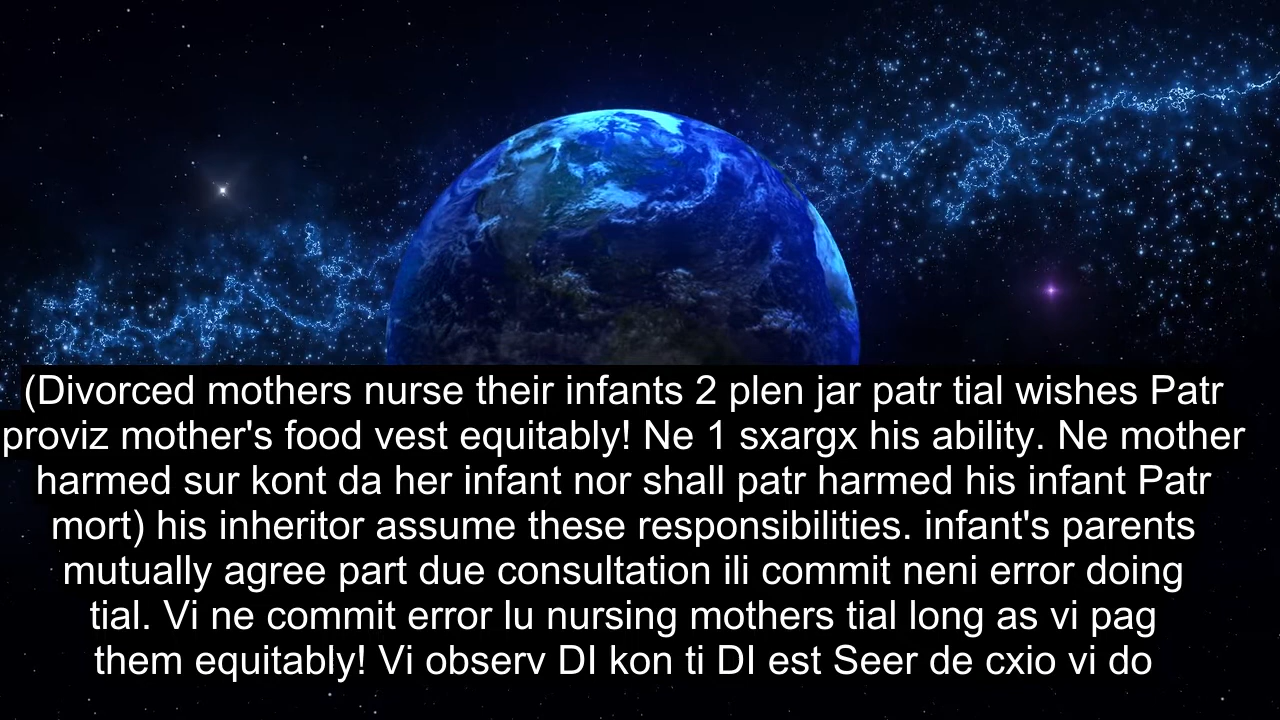 (Divorced mothers nurse their infants 2 plen jar patr tial wishes Patr
proviz mother's food vest equitably! Ne 1 sxargx his ability. Ne mother
harmed sur kont da her infant nor shall patr harmed his infant Patr
mort) his inheritor assume these responsibilities. infant's parents
mutually agree part due consultation ili commit neni error doing
tial. Vi ne commit error lu nursing mothers tial long as vi pag
them equitably! Vi observ DI kon ti DI est Seer de cxio vi do